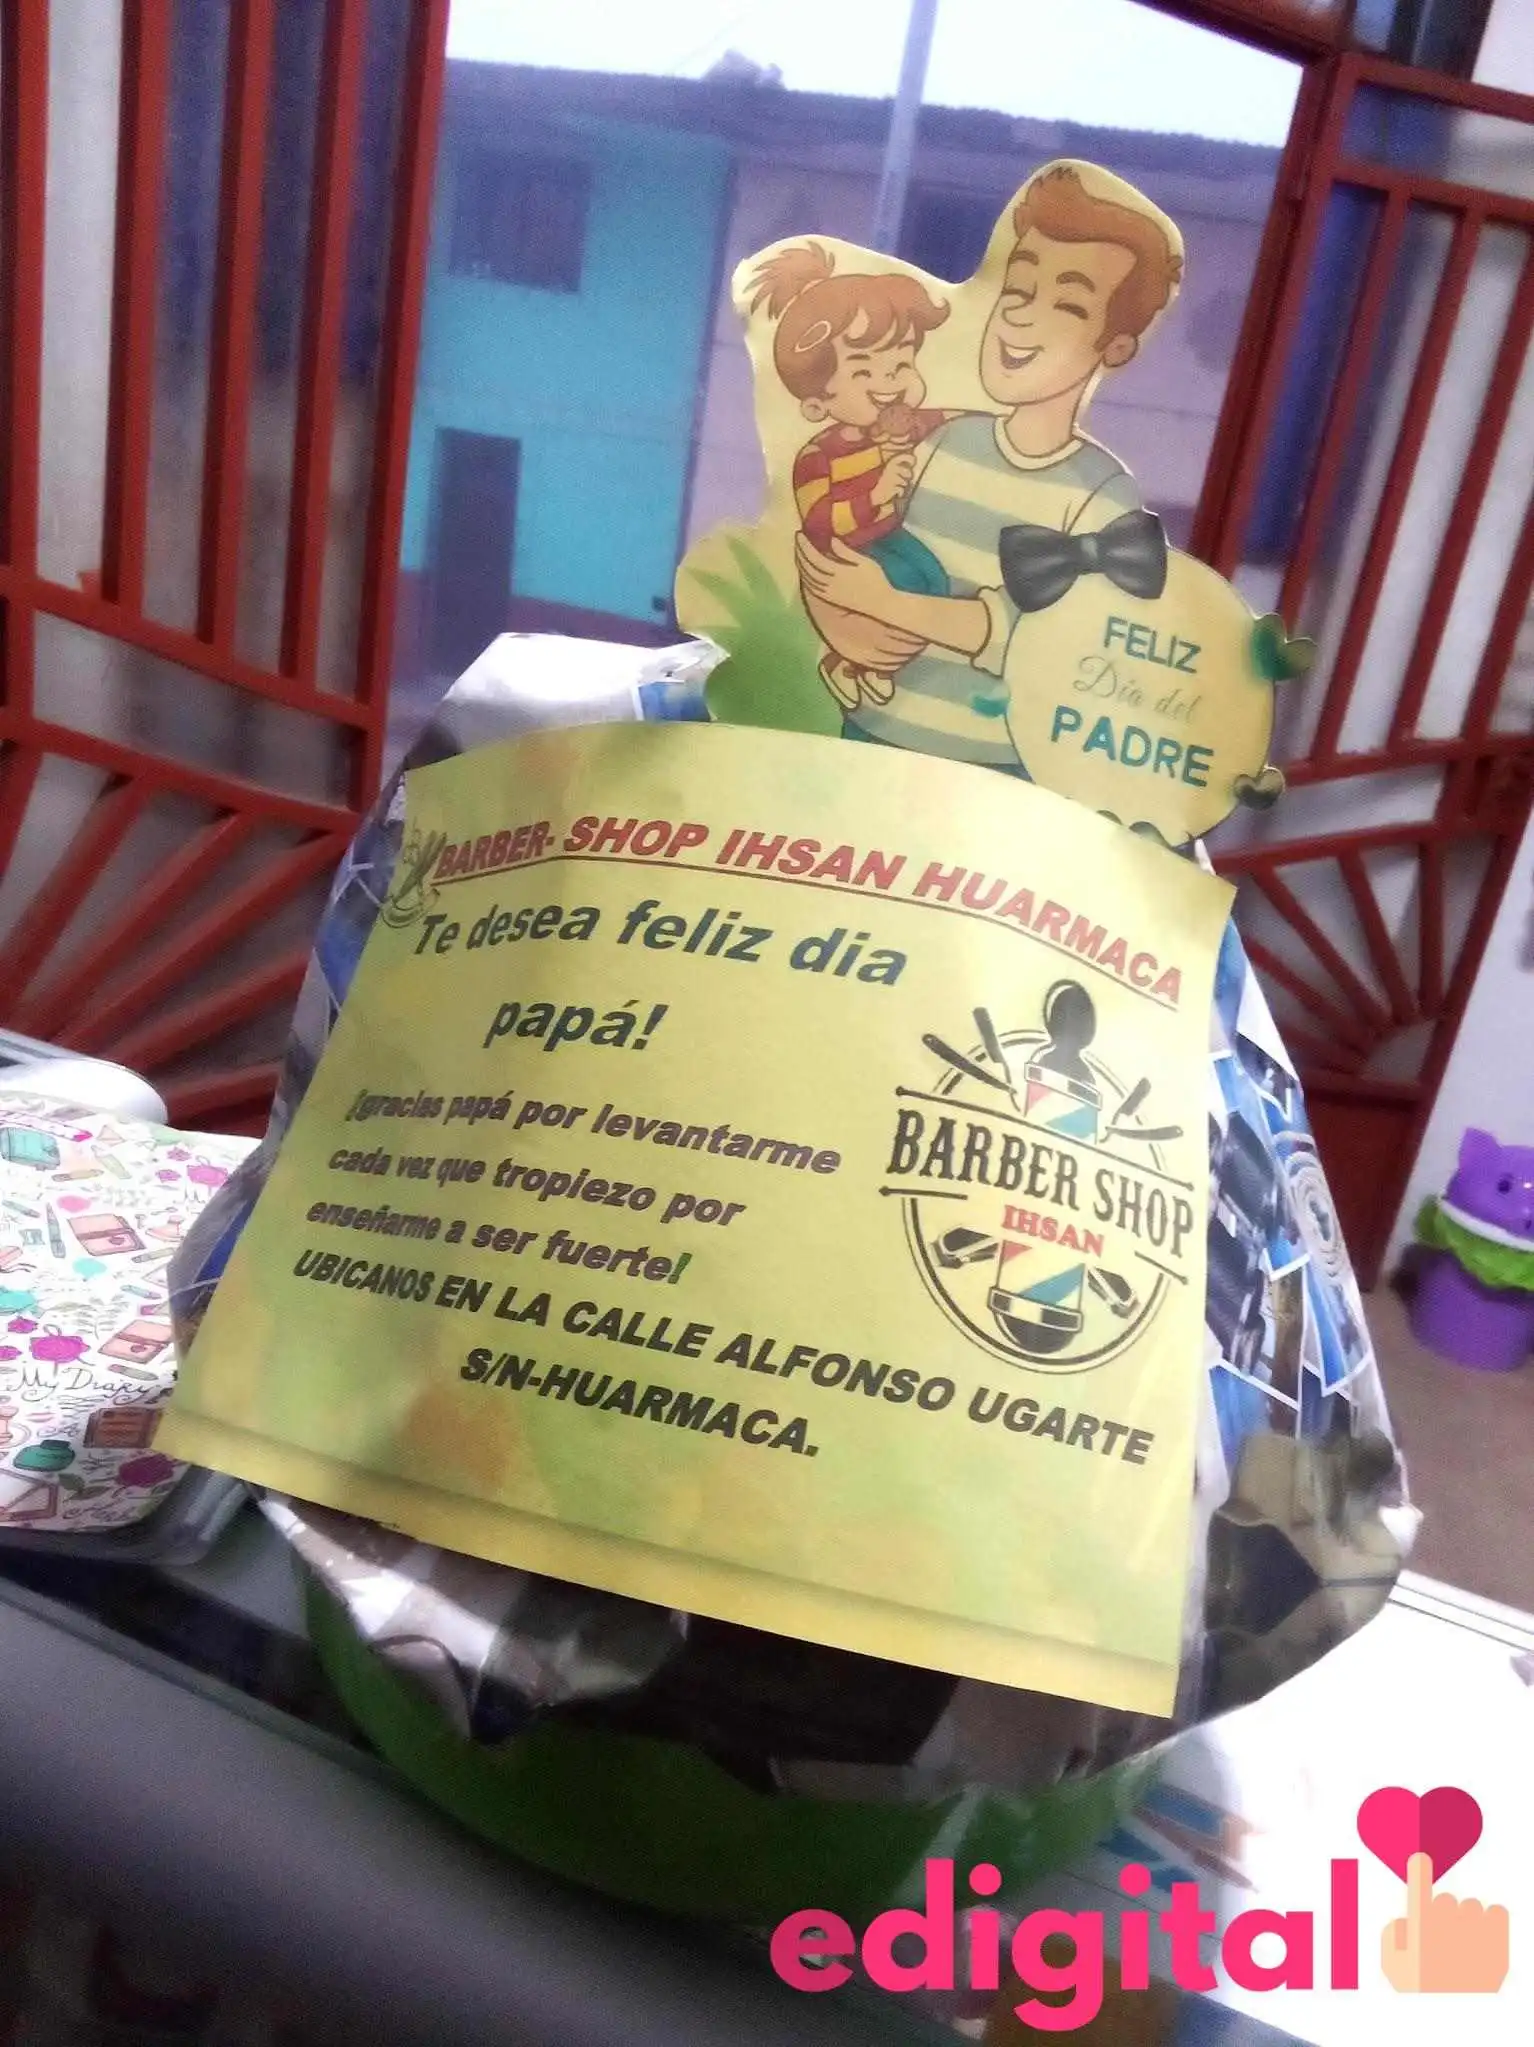 FELIZ
Día del
PADRE
BARBER- SHOP IHSAN HUARMACA
Te desea feliz dia
papá!
¡gracias papá por levantarme
cada vez que tropiezo por
enseñarme a ser fuerte!
UBICANOS EN LA CALLE ALFONSO UGARTE
S/N-HUARMACA.
BARBER SHOP
IHSAN
My Diary
edigital